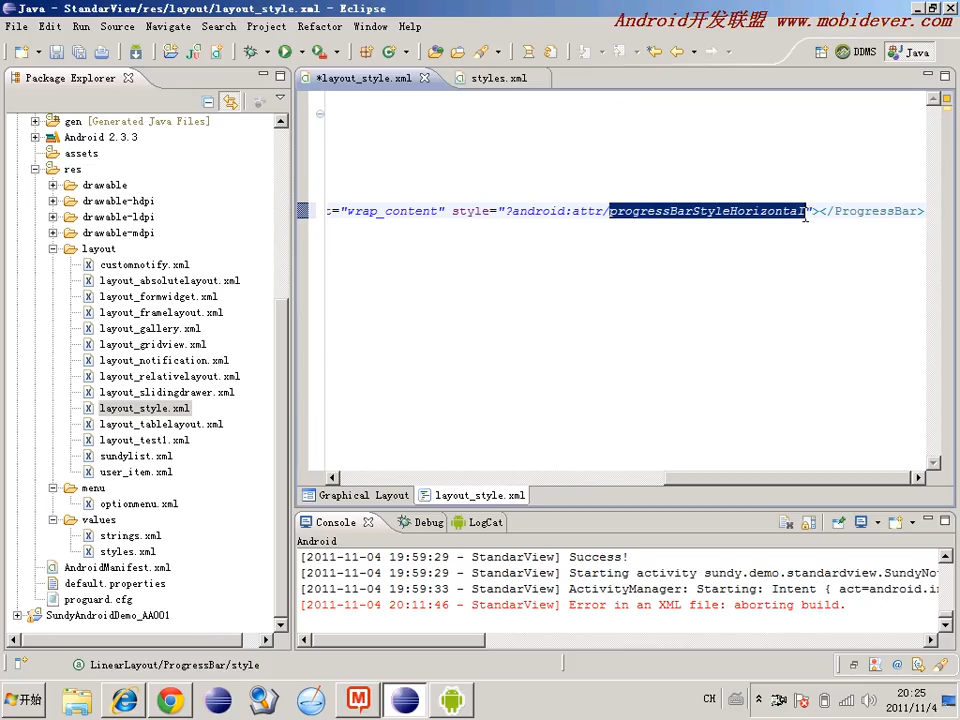 Java - StandarView/res/layout/layout_style.xml - Eclipse
Android开发联盟 www.mobidever.com
File Edit Run Source Navigate Search Project Refactor Window Help
DDMS Java
Package Explorer
*layout_style.xml styles.xml
gen [Generated Java Files]
Android 2.3.3
assets
res
drawable
drawable-hdpi
drawable-ldpi
drawable-mdpi
layout
customnotify.xml
layout_absolutelayout.xml
layout_formwidget.xml
layout_framelayout.xml
layout_gallery.xml
layout_gridview.xml
layout_notification.xml
layout_relativelayout.xml
layout_slidingdrawer.xml
layout_style.xml
layout_tablelayout.xml
layout_test1.xml
sundylist.xml
user_item.xml
menu
optionmenu.xml
values
strings.xml
styles.xml
AndroidManifest.xml
default.properties
proguard.cfg
SundyAndroidDemo_AA001
="wrap_content" style="?android:attr/progressBarStyleHorizontal"></ProgressBar>
Graphical Layout layout_style.xml
Console Debug LogCat
Android
[2011-11-04 19:59:29 - StandarView] Success!
[2011-11-04 19:59:29 - StandarView] Starting activity sundy.demo.standardview.SundyNo
[2011-11-04 19:59:33 - StandarView] ActivityManager: Starting: Intent { act=android.in
[2011-11-04 20:11:46 - StandarView] Error in an XML file: aborting build.
LinearLayout/ProgressBar/style
开始
CH
20:25
2011/11/4